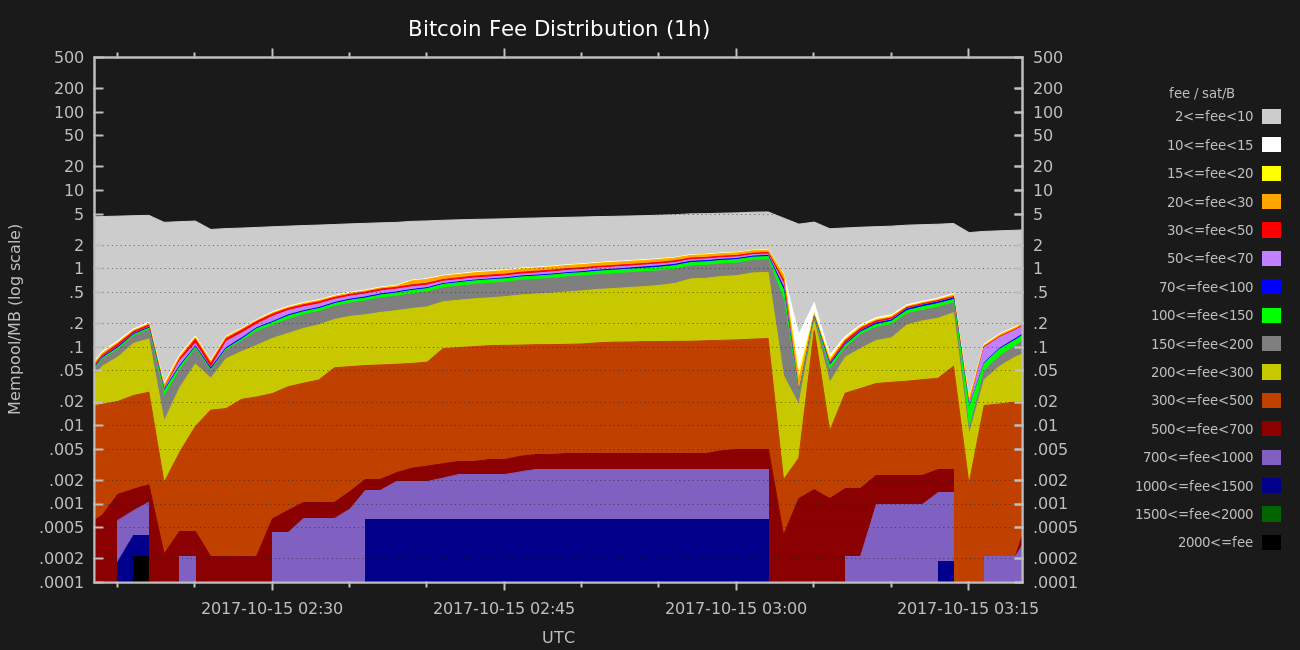 Bitcoin Fee Distribution (1h)
Mempool/MB (log scale)
500
200
100
50
20
10
5
2
1
.5
.2
.1
.05
.02
.01
.005
.002
.001
.0005
.0002
.0001
500
200
100
50
20
10
5
2
1
.5
.2
.1
.05
.02
.01
.005
.002
.001
.0005
.0002
.0001
2017-10-15 02:30
2017-10-15 02:45
2017-10-15 03:00
2017-10-15 03:15
UTC
fee / sat/B
2<=fee<10
10<=fee<15
15<=fee<20
20<=fee<30
30<=fee<50
50<=fee<70
70<=fee<100
100<=fee<150
150<=fee<200
200<=fee<300
300<=fee<500
500<=fee<700
700<=fee<1000
1000<=fee<1500
1500<=fee<2000
2000<=fee